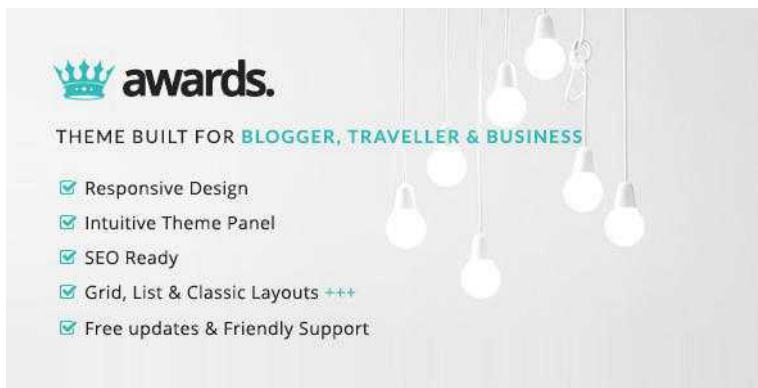 awards.
THEME BUILT FOR BLOGGER, TRAVELLER & BUSINESS
Responsive Design
Intuitive Theme Panel
SEO Ready
Grid, List & Classic Layouts +++
Free updates & Friendly Support